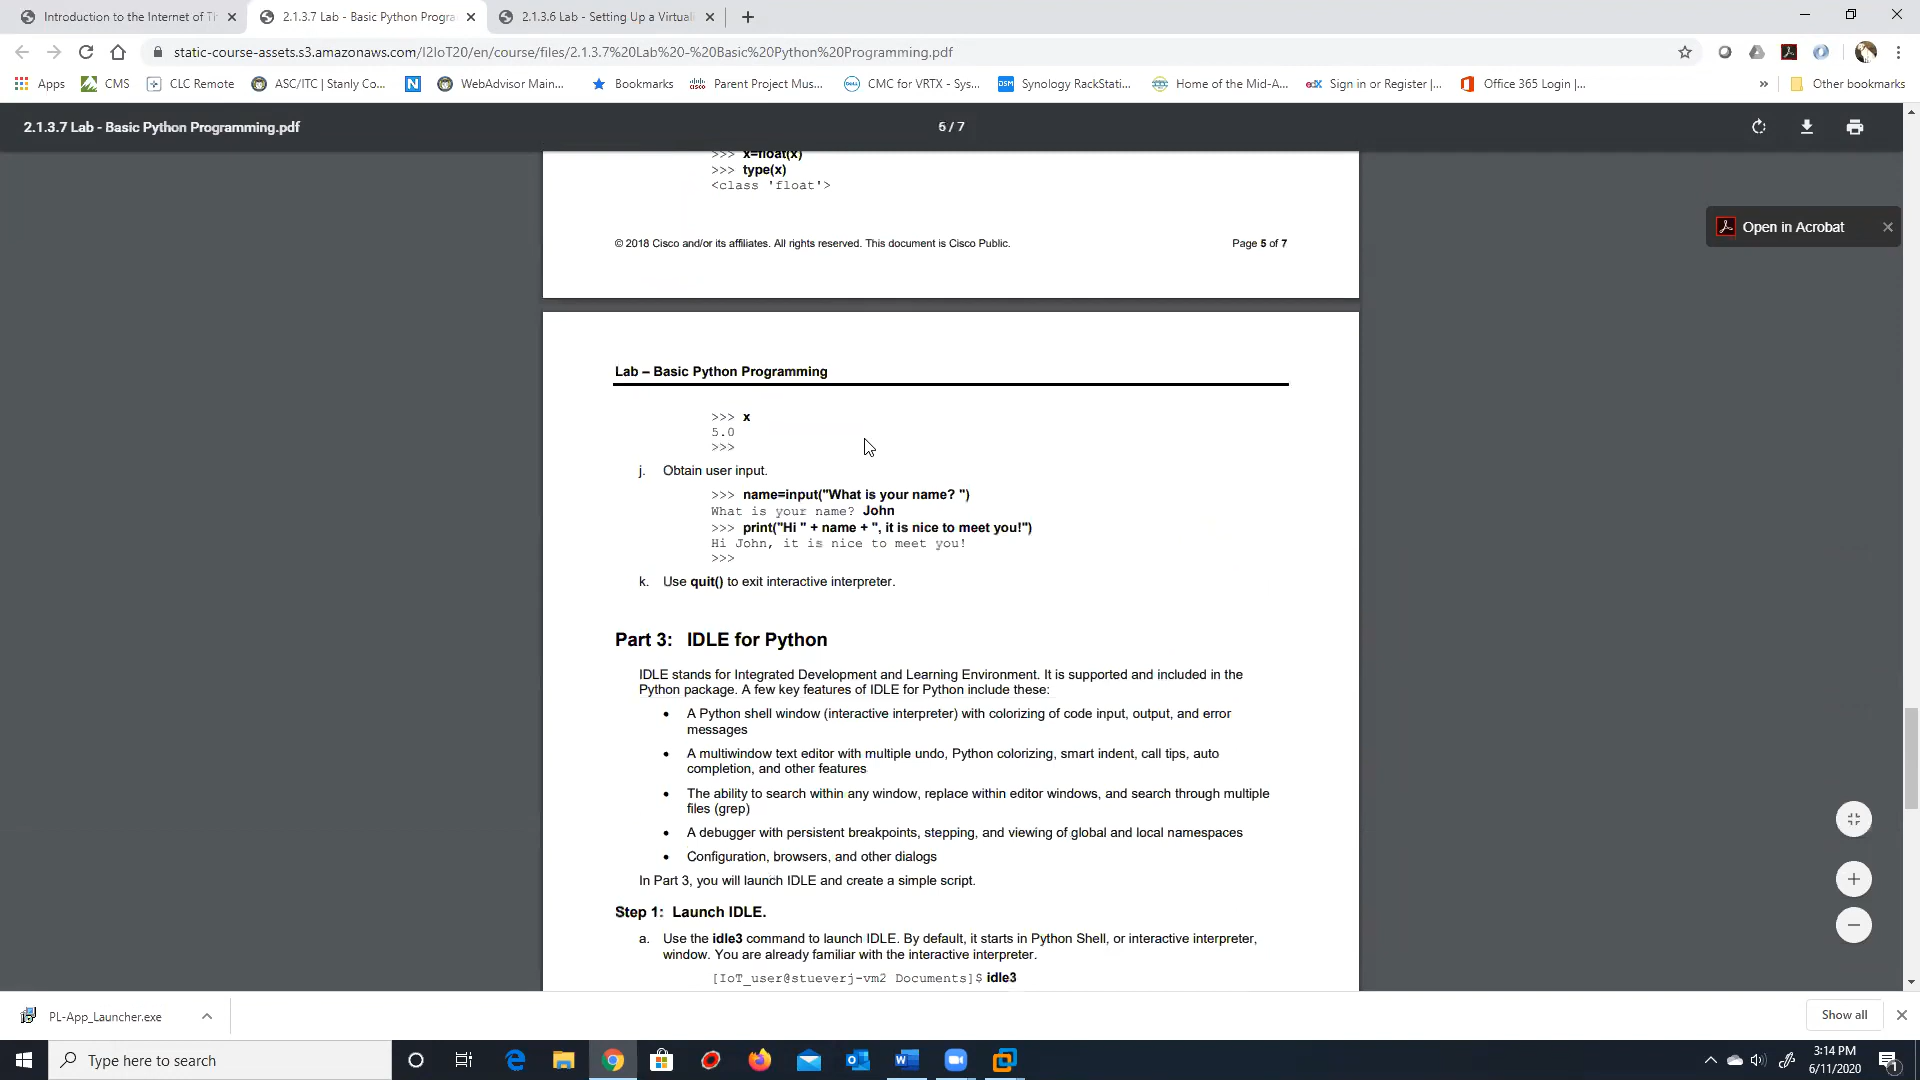 Introduction to the Internet of Ti
2.1.3.7 Lab - Basic Python Progra
2.1.3.6 Lab - Setting Up a Virtuali
static-course-assets.s3.amazonaws.com/I2IoT20/en/course/files/2.1.3.7%20Lab%20-%20Basic%20Python%20Programming.pdf
Apps CMS CLC Remote ASC/ITC | Stanly Co... WebAdvisor Main... Bookmarks Parent Project Mus... CMC for VRTX - Sys... Synology RackStati... Home of the Mid-A... Sign in or Register |... Office 365 Login |... » Other bookmarks
2.1.3.7 Lab - Basic Python Programming.pdf
5 / 7
Open in Acrobat
>>> x=float(x)
>>> type(x)
<class 'float'>
© 2018 Cisco and/or its affiliates. All rights reserved. This document is Cisco Public. Page 5 of 7
Lab – Basic Python Programming
>>> x
5.0
>>>
j. Obtain user input.
>>> name=input("What is your name? ")
What is your name? John
>>> print("Hi " + name + ", it is nice to meet you!")
Hi John, it is nice to meet you!
>>>
k. Use quit() to exit interactive interpreter.
Part 3: IDLE for Python
IDLE stands for Integrated Development and Learning Environment. It is supported and included in the
Python package. A few key features of IDLE for Python include these:
• A Python shell window (interactive interpreter) with colorizing of code input, output, and error
messages
• A multiwindow text editor with multiple undo, Python colorizing, smart indent, call tips, auto
completion, and other features
• The ability to search within any window, replace within editor windows, and search through multiple
files (grep)
• A debugger with persistent breakpoints, stepping, and viewing of global and local namespaces
• Configuration, browsers, and other dialogs
In Part 3, you will launch IDLE and create a simple script.
Step 1: Launch IDLE.
a. Use the idle3 command to launch IDLE. By default, it starts in Python Shell, or interactive interpreter,
window. You are already familiar with the interactive interpreter.
[IoT_user@stueverj-vm2 Documents]$ idle3
PL-App_Launcher.exe
Show all
Type here to search
3:14 PM
6/11/2020
1